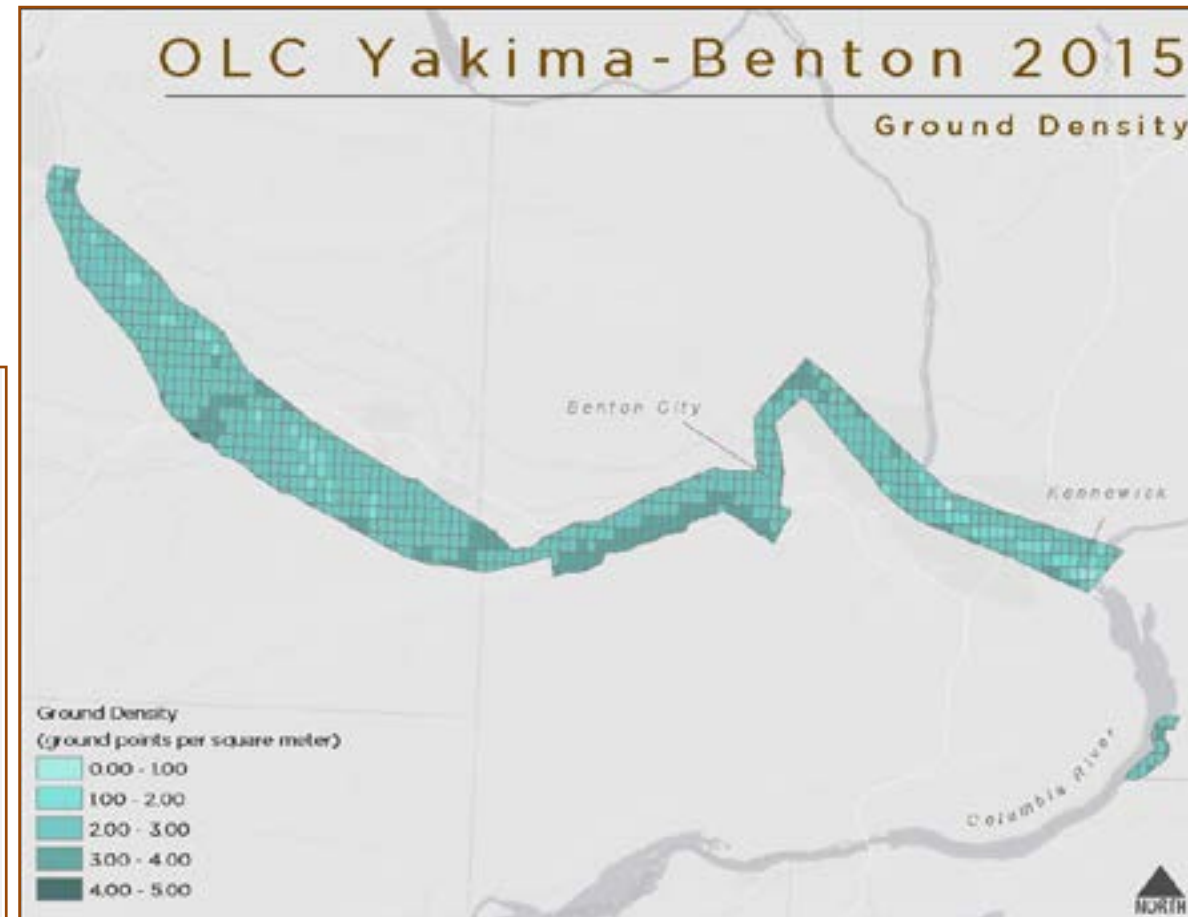 OLC Yakima-Benton 2015
Ground Density
Benton City
Kennewick
Columbia River
Ground Density
(ground points per square meter)
0.00 - 1.00
1.00 - 2.00
2.00 - 3.00
3.00 - 4.00
4.00 - 5.00
NORTH